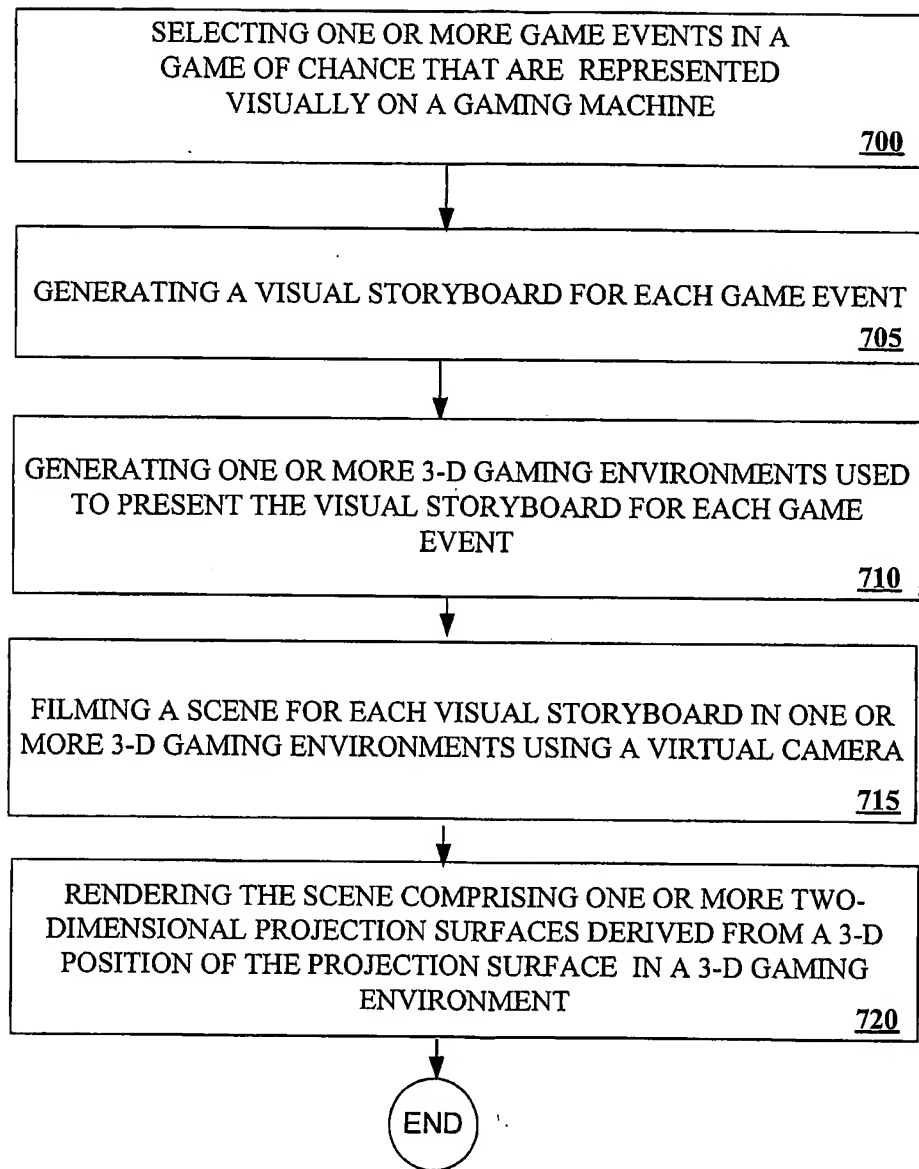 SELECTING ONE OR MORE GAME EVENTS IN A
GAME OF CHANCE THAT ARE REPRESENTED
VISUALLY ON A GAMING MACHINE
700
GENERATING A VISUAL STORYBOARD FOR EACH GAME EVENT
705
GENERATING ONE OR MORE 3-D GAMING ENVIRONMENTS USED
TO PRESENT THE VISUAL STORYBOARD FOR EACH GAME
EVENT
710
FILMING A SCENE FOR EACH VISUAL STORYBOARD IN ONE OR
MORE 3-D GAMING ENVIRONMENTS USING A VIRTUAL CAMERA
715
RENDERING THE SCENE COMPRISING ONE OR MORE TWO-
DIMENSIONAL PROJECTION SURFACES DERIVED FROM A 3-D
POSITION OF THE PROJECTION SURFACE IN A 3-D GAMING
ENVIRONMENT
720
END